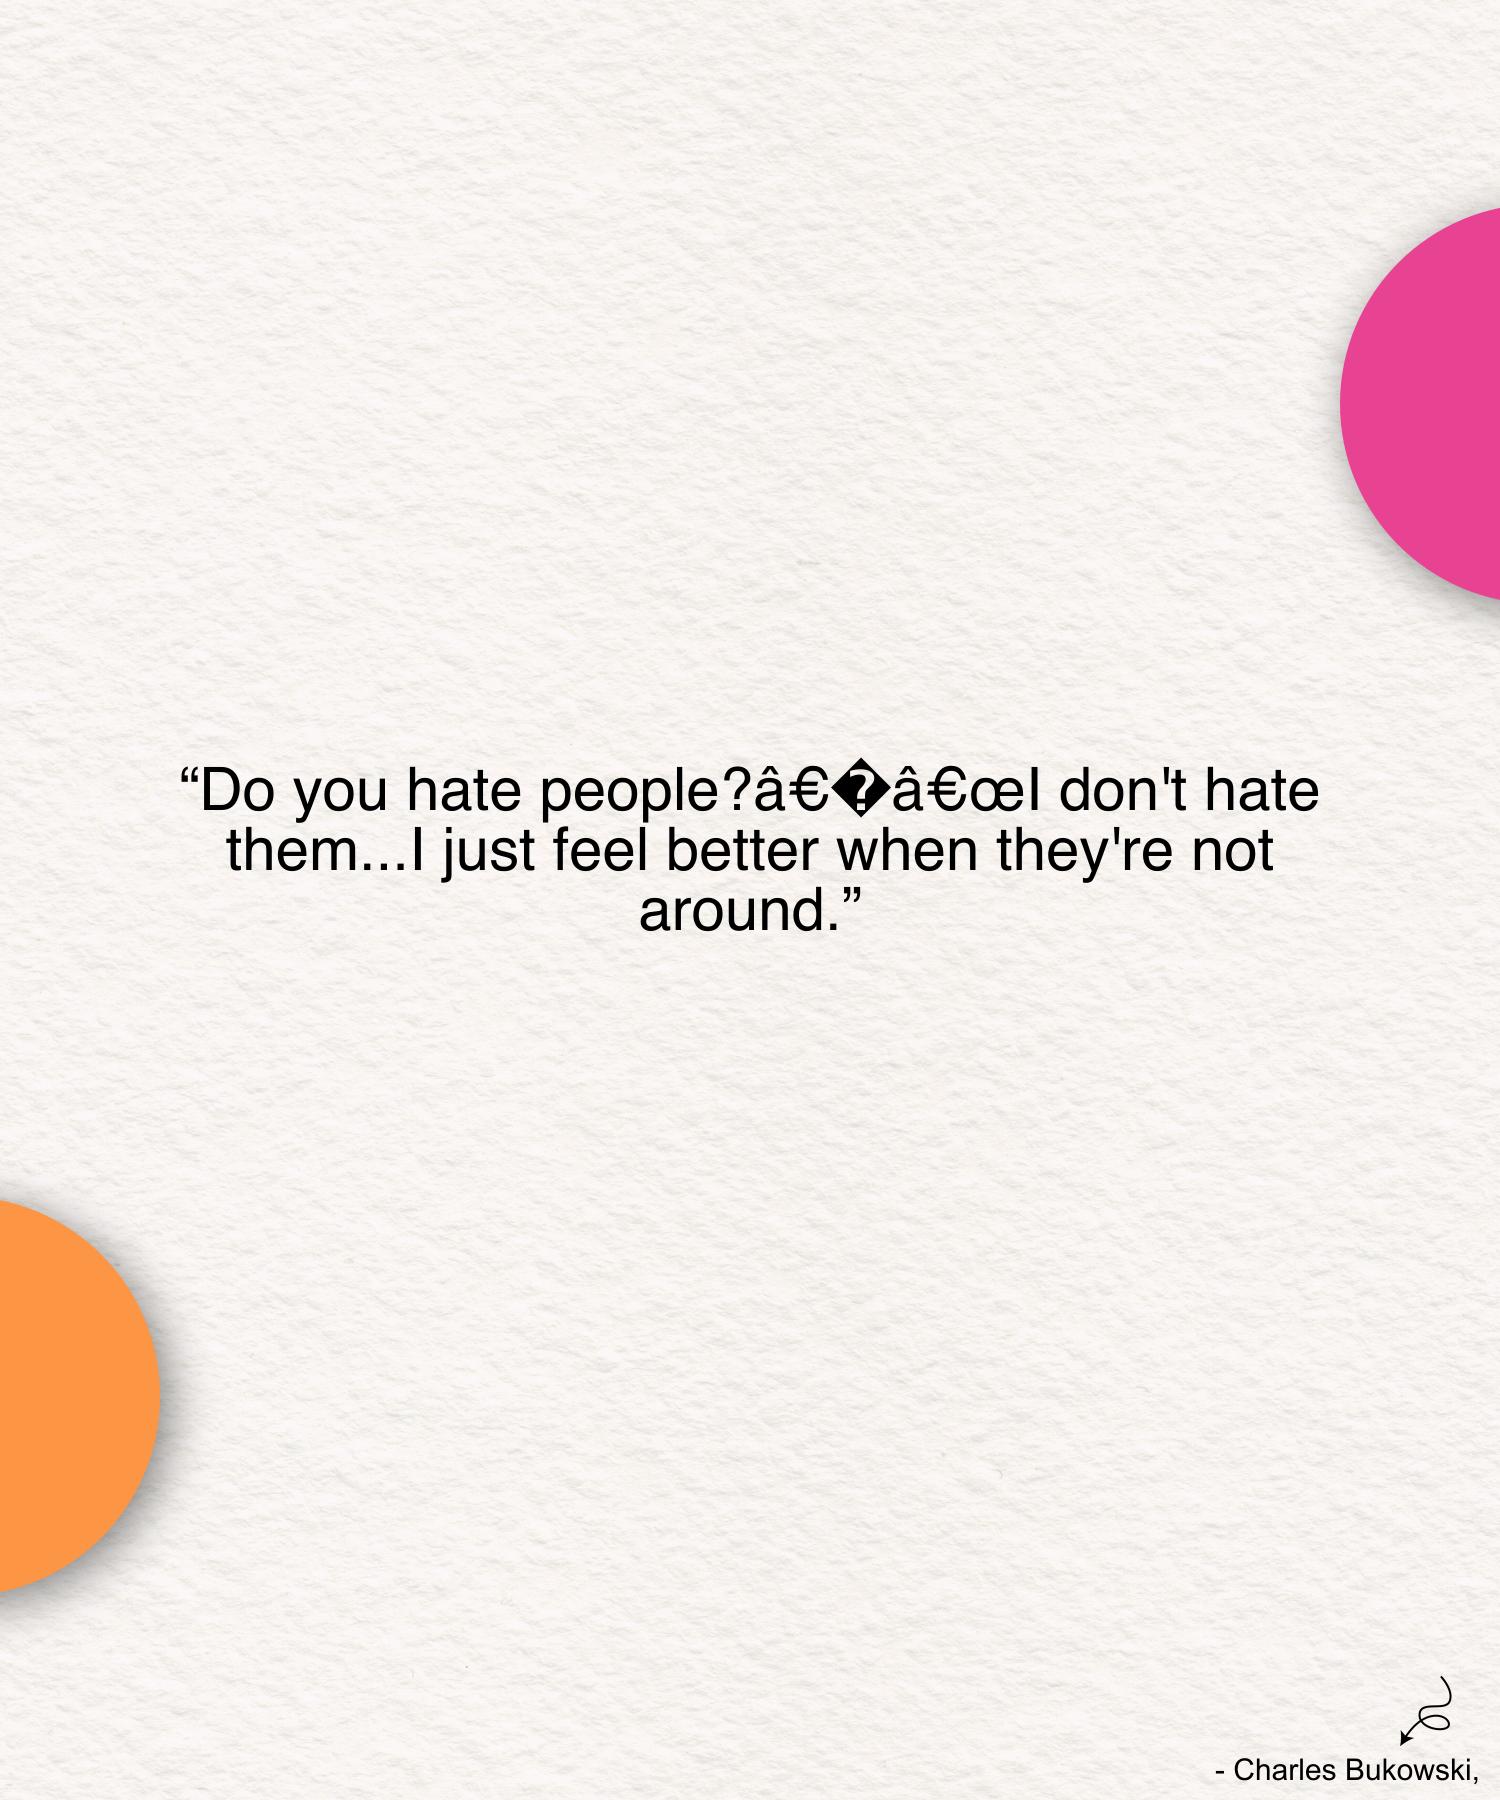 “Do you hate people?â€�â€œI don't hate
them...I just feel better when they're not
around.”
- Charles Bukowski,